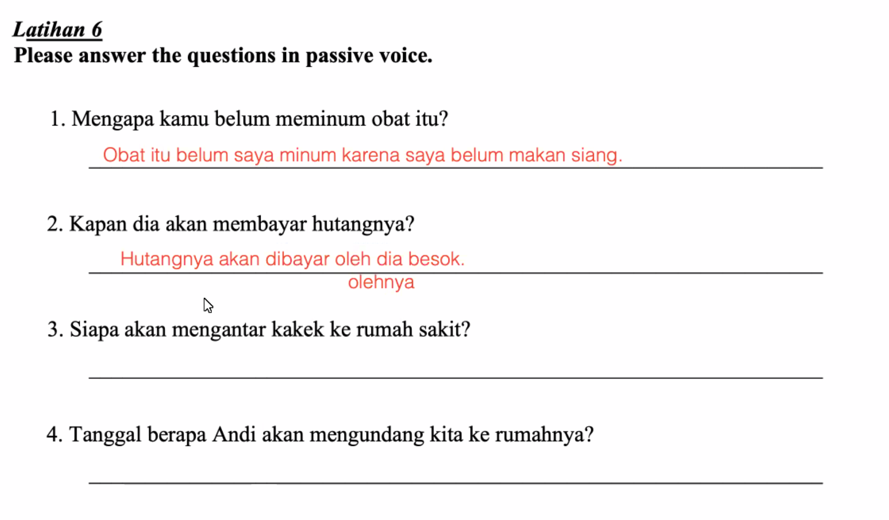 Latihan 6
Please answer the questions in passive voice.
1. Mengapa kamu belum meminum obat itu?
Obat itu belum saya minum karena saya belum makan siang.
2. Kapan dia akan membayar hutangnya?
Hutangnya akan dibayar oleh dia besok.
olehnya
3. Siapa akan mengantar kakek ke rumah sakit?
4. Tanggal berapa Andi akan mengundang kita ke rumahnya?